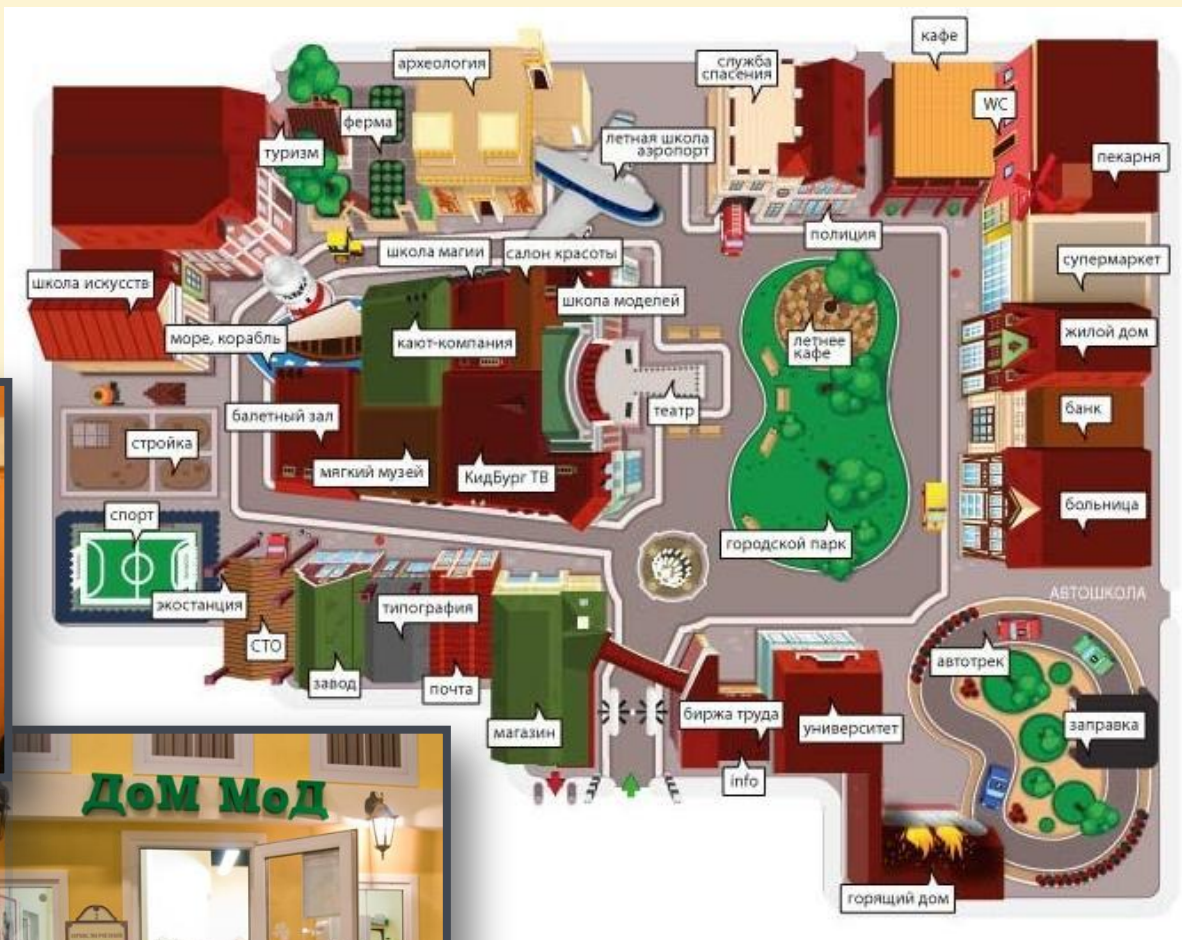 кафе
археология
служба
спасения
WC
ферма
летная школа
аэропорт
туризм
пекарня
полиция
школа магии
салон красоты
супермаркет
школа искусств
школа моделей
море, корабль
кают-компания
летнее
кафе
жилой дом
театр
банк
балетный зал
стройка
мягкий музей
КидБург ТВ
больница
спорт
городской парк
АВТОШКОЛА
экостанция
типография
СТО
автотрек
завод
почта
биржа труда
магазин
университет
заправка
info
горящий дом
ДоМ МоД